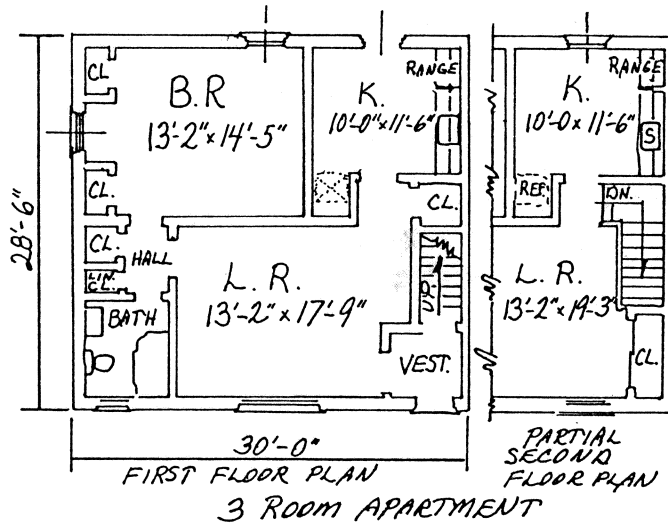 CL
B.R
13'-2" x 14'-5"
K.
RANGE
10'-0" x 11'-6"
CL.
CL.
CL.
HALL
LIN.
CL.
BATH
L.R.
13'-2" x 17'-9"
VEST.
28'-6"
30'-0"
FIRST FLOOR PLAN
K.
RANGE
10'-0 x 11'-6"
S
REF.
DN.
L.R.
13'-2" x 19'-3"
CL.
PARTIAL
SECOND
FLOOR PLAN
3 ROOM APARTMENT